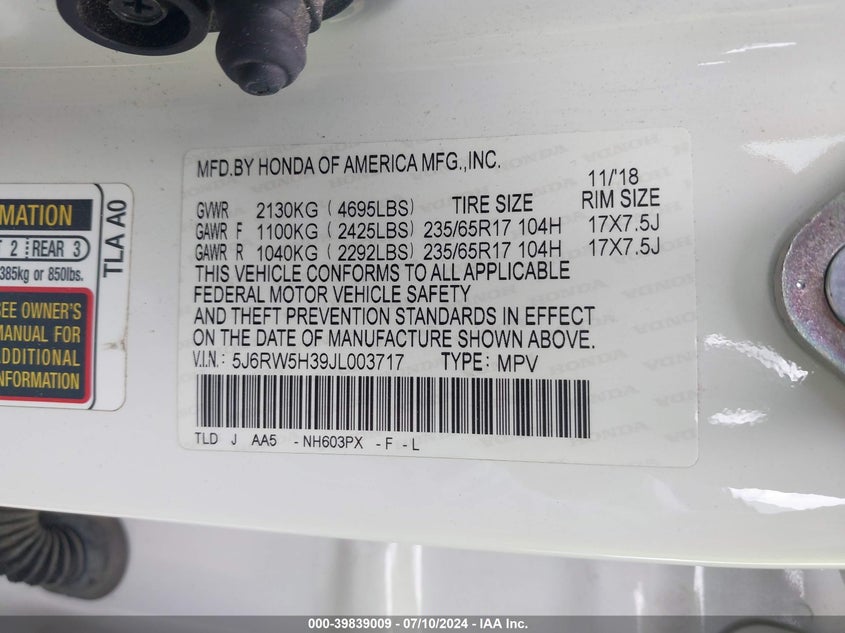 MFD.BY HONDA OF AMERICA MFG.,INC.
11/'18
GVWR 2130KG (4695LBS) TIRE SIZE RIM SIZE
GAWR F 1100KG (2425LBS) 235/65R17 104H 17X7.5J
GAWR R 1040KG (2292LBS) 235/65R17 104H 17X7.5J
THIS VEHICLE CONFORMS TO ALL APPLICABLE
FEDERAL MOTOR VEHICLE SAFETY
AND THEFT PREVENTION STANDARDS IN EFFECT
ON THE DATE OF MANUFACTURE SHOWN ABOVE.
V.I.N.: 5J6RW5H39JL003717 TYPE: MPV
TLD J AA5 -NH603PX -F -L
MATION
T 2 REAR 3
385kg or 850lbs.
SEE OWNER'S
MANUAL FOR
ADDITIONAL
INFORMATION
TLA A0
000-39839009 - 07/10/2024 - IAA Inc.